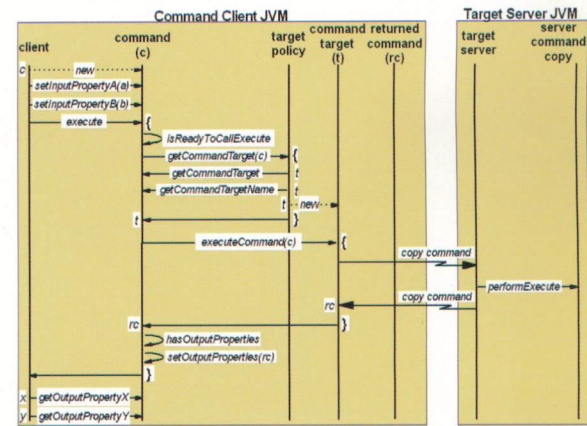 Command Client JVM
Target Server JVM
client
command
(c)
target
policy
command
target
(t)
returned
command
(rc)
target
server
server
command
copy
c
new
setInputPropertyA(a)
setInputPropertyB(b)
execute
{
isReadyToCallExecute
getCommandTarget(c)
{
getCommandTarget
t
getCommandTargetName
t
t
new
t
}
executeCommand(c)
{
copy command
performExecute
copy command
rc
rc
}
hasOutputProperties
setOutputProperties(rc)
}
x
getOutputPropertyX
y
getOutputPropertyY